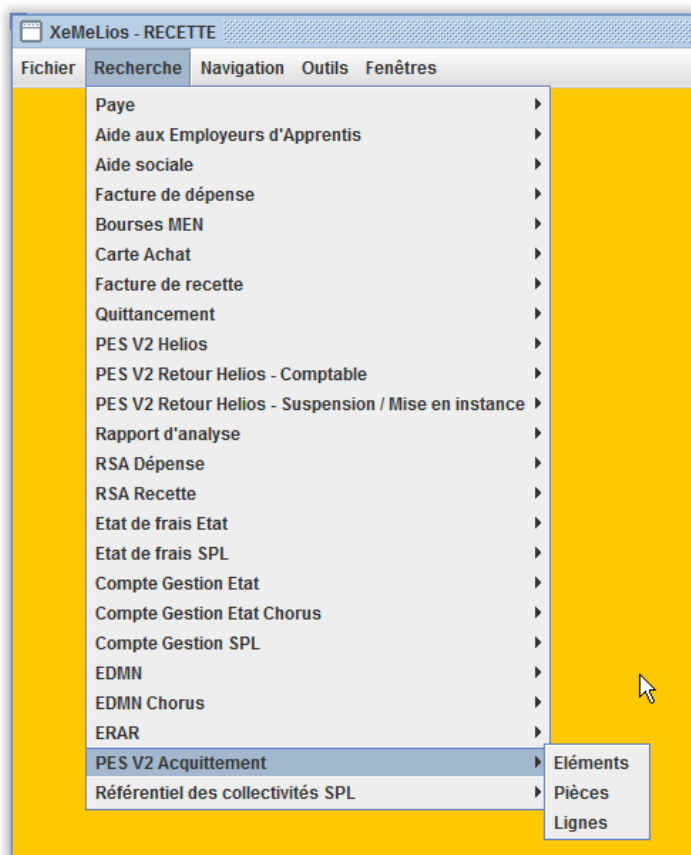 XeMeLios - RECETTE
Fichier Recherche Navigation Outils Fenêtres
Paye
Aide aux Employeurs d'Apprentis
Aide sociale
Facture de dépense
Bourses MEN
Carte Achat
Facture de recette
Quittancement
PES V2 Helios
PES V2 Retour Helios - Comptable
PES V2 Retour Helios - Suspension / Mise en instance
Rapport d'analyse
RSA Dépense
RSA Recette
Etat de frais Etat
Etat de frais SPL
Compte Gestion Etat
Compte Gestion Etat Chorus
Compte Gestion SPL
EDMN
EDMN Chorus
ERAR
PES V2 Acquittement
Référentiel des collectivités SPL
Eléments
Pièces
Lignes